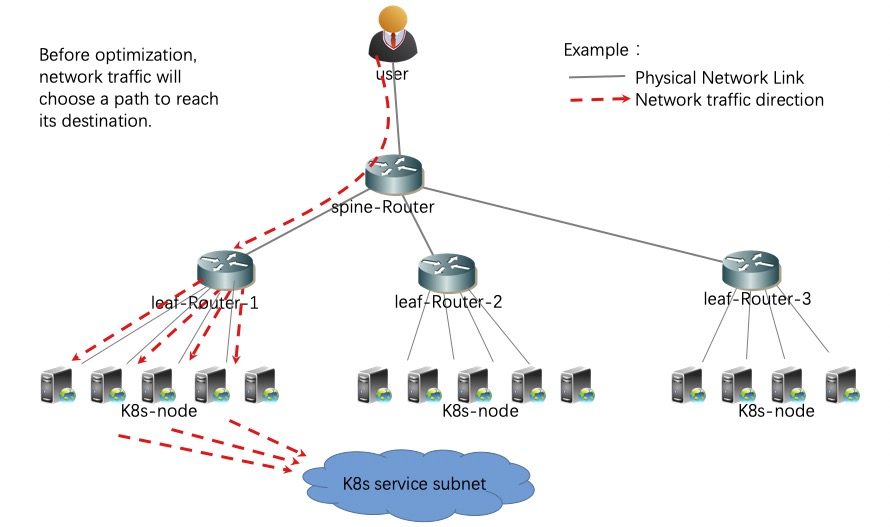 user
Before optimization,
network traffic will
choose a path to reach
its destination.
Example：
Physical Network Link
Network traffic direction
spine-Router
leaf-Router-1
leaf-Router-2
leaf-Router-3
K8s-node
K8s-node
K8s-node
K8s service subnet